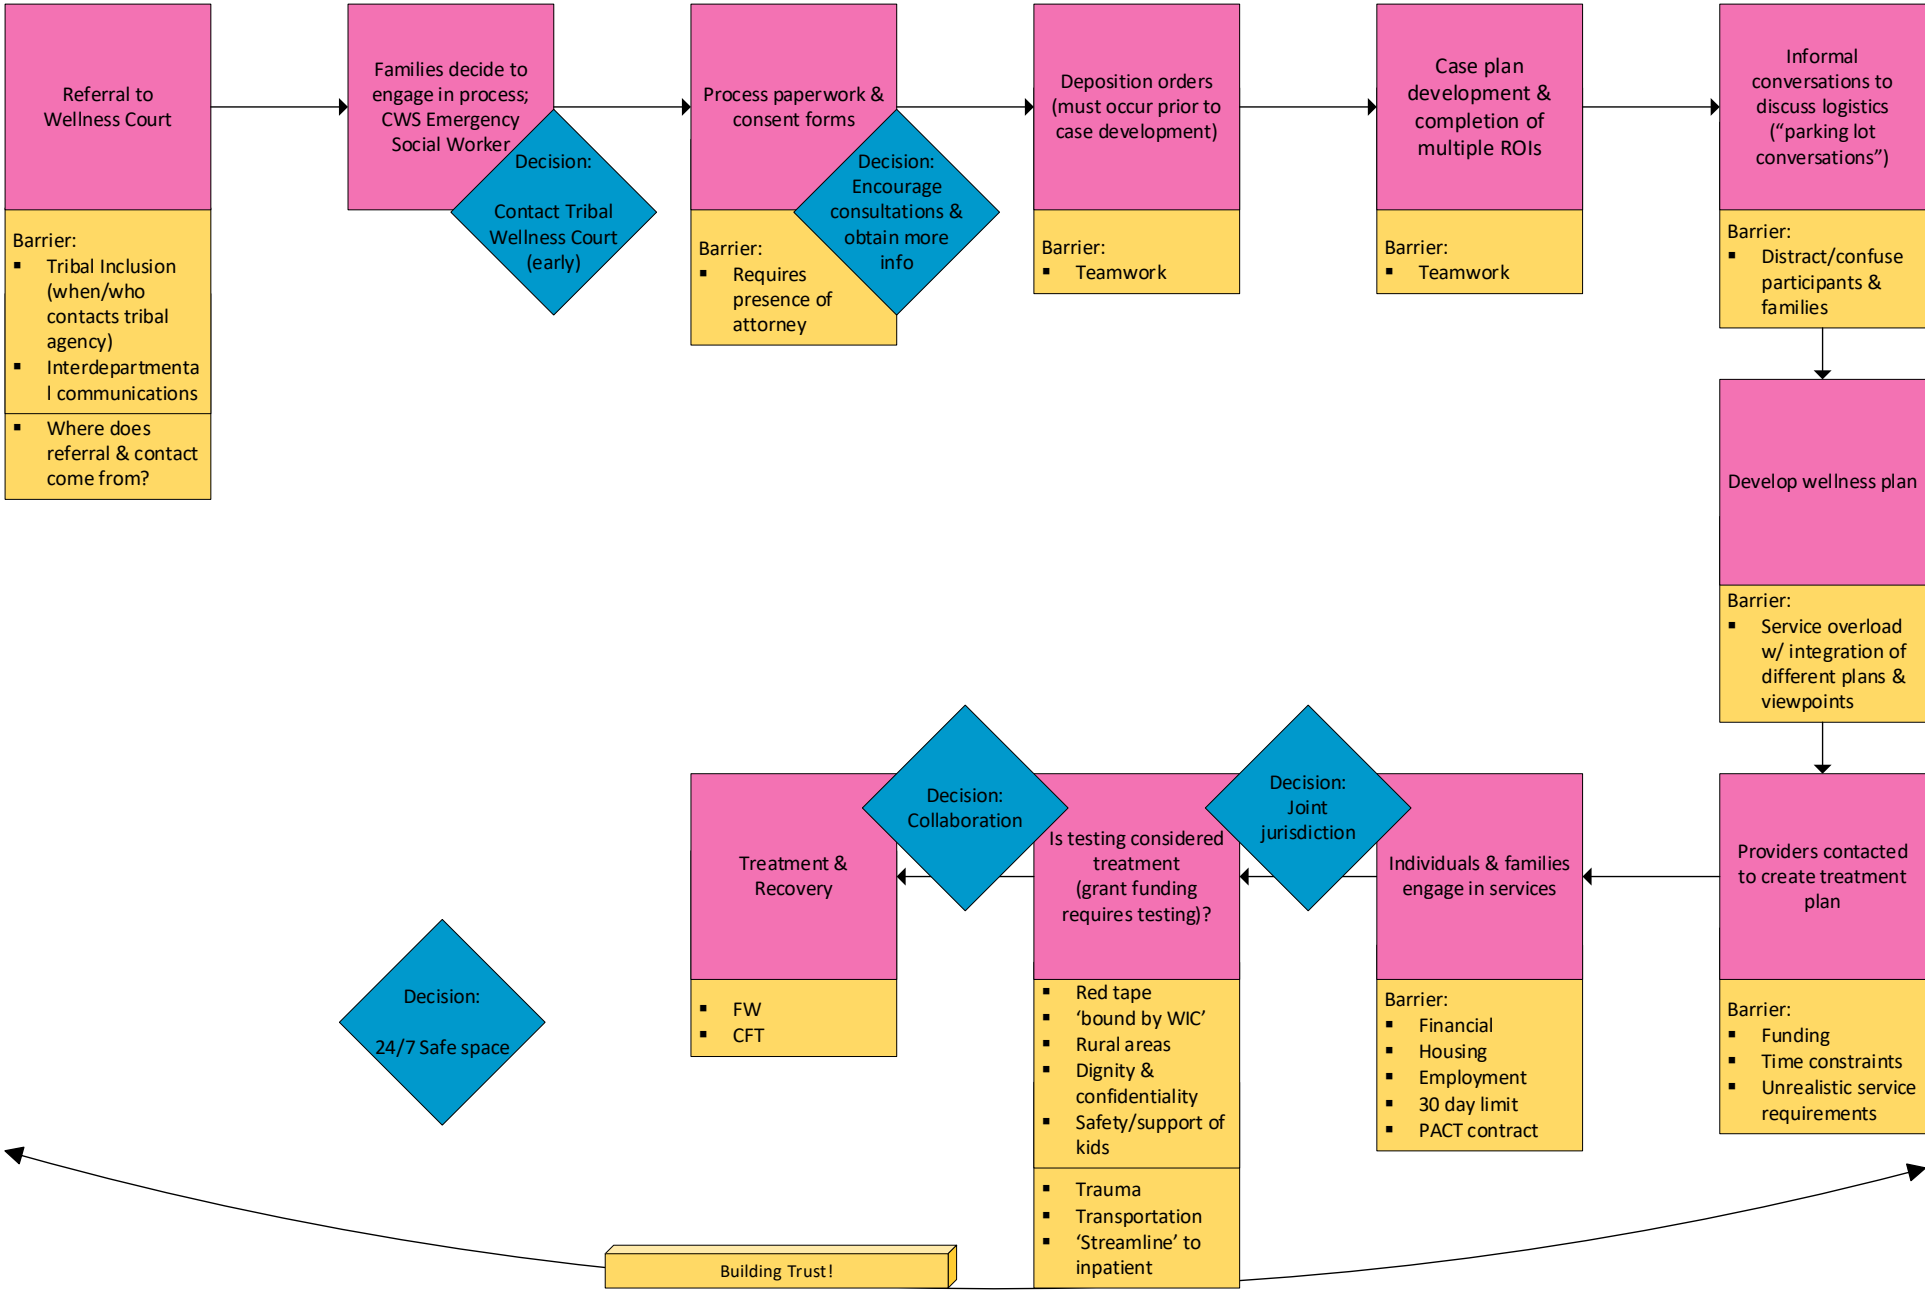 Referral to
Wellness Court
Families decide to
engage in process;
CWS Emergency
Social Worker
Decision:
Contact Tribal
Wellness Court
(early)
Process paperwork &
consent forms
Decision:
Encourage
consultations &
obtain more
info
Deposition orders
(must occur prior to
case development)
Case plan
development &
completion of
multiple ROIs
Informal
conversations to
discuss logistics
(“parking lot
conversations”)
Barrier:
▪ Tribal Inclusion
(when/who
contacts tribal
agency)
▪ Interdepartmenta
l communications
▪ Where does
referral & contact
come from?
Barrier:
▪ Requires
presence of
attorney
Barrier:
▪ Teamwork
Barrier:
▪ Teamwork
Barrier:
▪ Distract/confuse
participants &
families
Develop wellness plan
Barrier:
▪ Service overload
w/ integration of
different plans &
viewpoints
Providers contacted
to create treatment
plan
Barrier:
▪ Funding
▪ Time constraints
▪ Unrealistic service
requirements
Individuals & families
engage in services
Barrier:
▪ Financial
▪ Housing
▪ Employment
▪ 30 day limit
▪ PACT contract
Decision:
Joint
jurisdiction
Is testing considered
treatment
(grant funding
requires testing)?
▪ Red tape
▪ ‘bound by WIC’
▪ Rural areas
▪ Dignity &
confidentiality
▪ Safety/support of
kids
▪ Trauma
▪ Transportation
▪ ‘Streamline’ to
inpatient
Decision:
Collaboration
Treatment &
Recovery
▪ FW
▪ CFT
Decision:
24/7 Safe space
Building Trust!